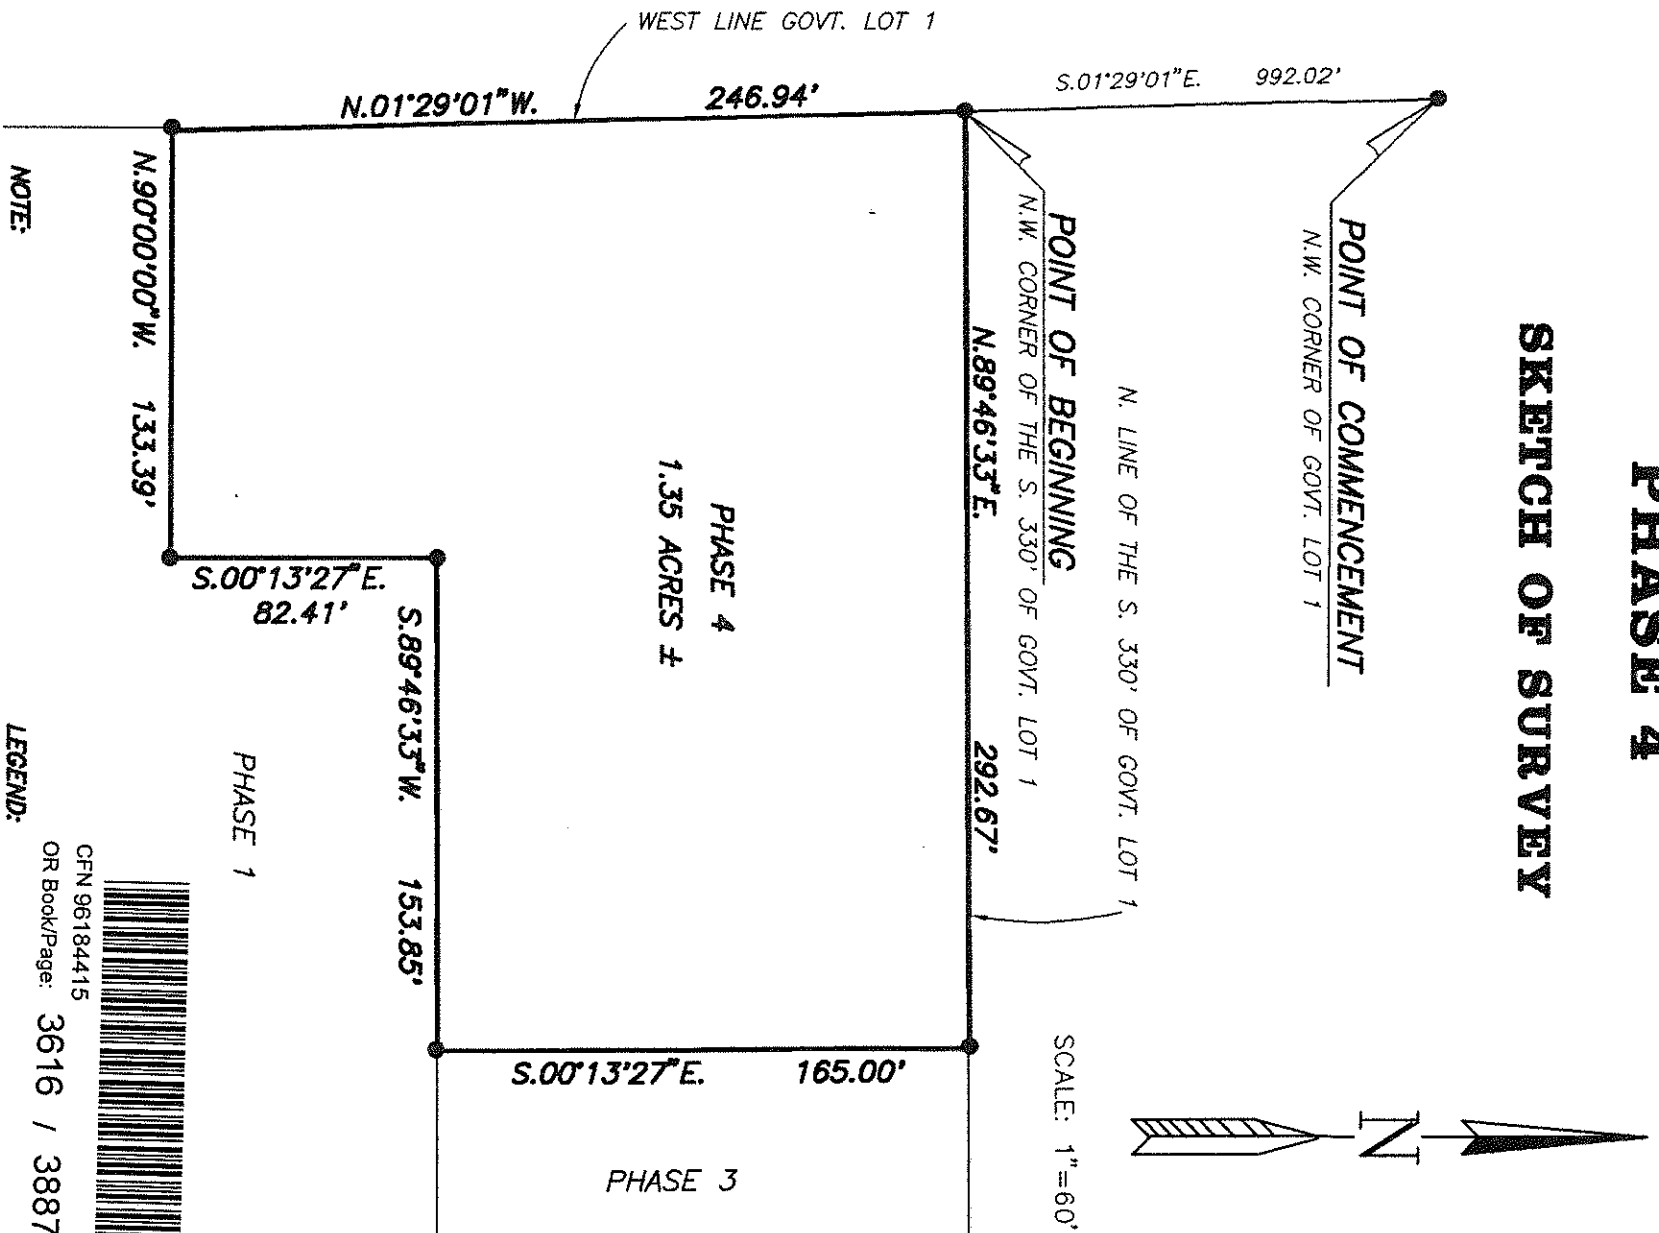 PHASE 4
SKETCH OF SURVEY
POINT OF COMMENCEMENT
N.W. CORNER OF GOVT. LOT 1
S.01°29'01"E. 992.02'
WEST LINE GOVT. LOT 1
N. LINE OF THE S. 330' OF GOVT. LOT 1
POINT OF BEGINNING
N.W. CORNER OF THE S. 330' OF GOVT. LOT 1
N.89°46'33"E. 292.67'
N.01°29'01"W. 246.94'
PHASE 4
1.35 ACRES ±
SCALE: 1"=60'
N
S.00°13'27"E. 165.00'
PHASE 3
S.89°46'33"W. 153.85'
S.00°13'27"E.
82.41'
N.90°00'00"W. 133.39'
PHASE 1
NOTE:
LEGEND:
CFN 96184415
OR Book/Page: 3616 / 3887